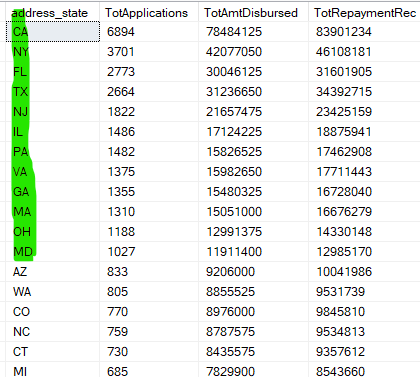 address_state TotApplications TotAmtDisbursed TotRepaymentRec
CA 6894 78484125 83901234
NY 3701 42077050 46108181
FL 2773 30046125 31601905
TX 2664 31236650 34392715
NJ 1822 21657475 23425159
IL 1486 17124225 18875941
PA 1482 15826525 17462908
VA 1375 15982650 17711443
GA 1355 15480325 16728040
MA 1310 15051000 16676279
OH 1188 12991375 14330148
MD 1027 11911400 12985170
AZ 833 9206000 10041986
WA 805 8855525 9531739
CO 770 8976000 9845810
NC 759 8787575 9534813
CT 730 8435575 9357612
MI 685 7829900 8543660